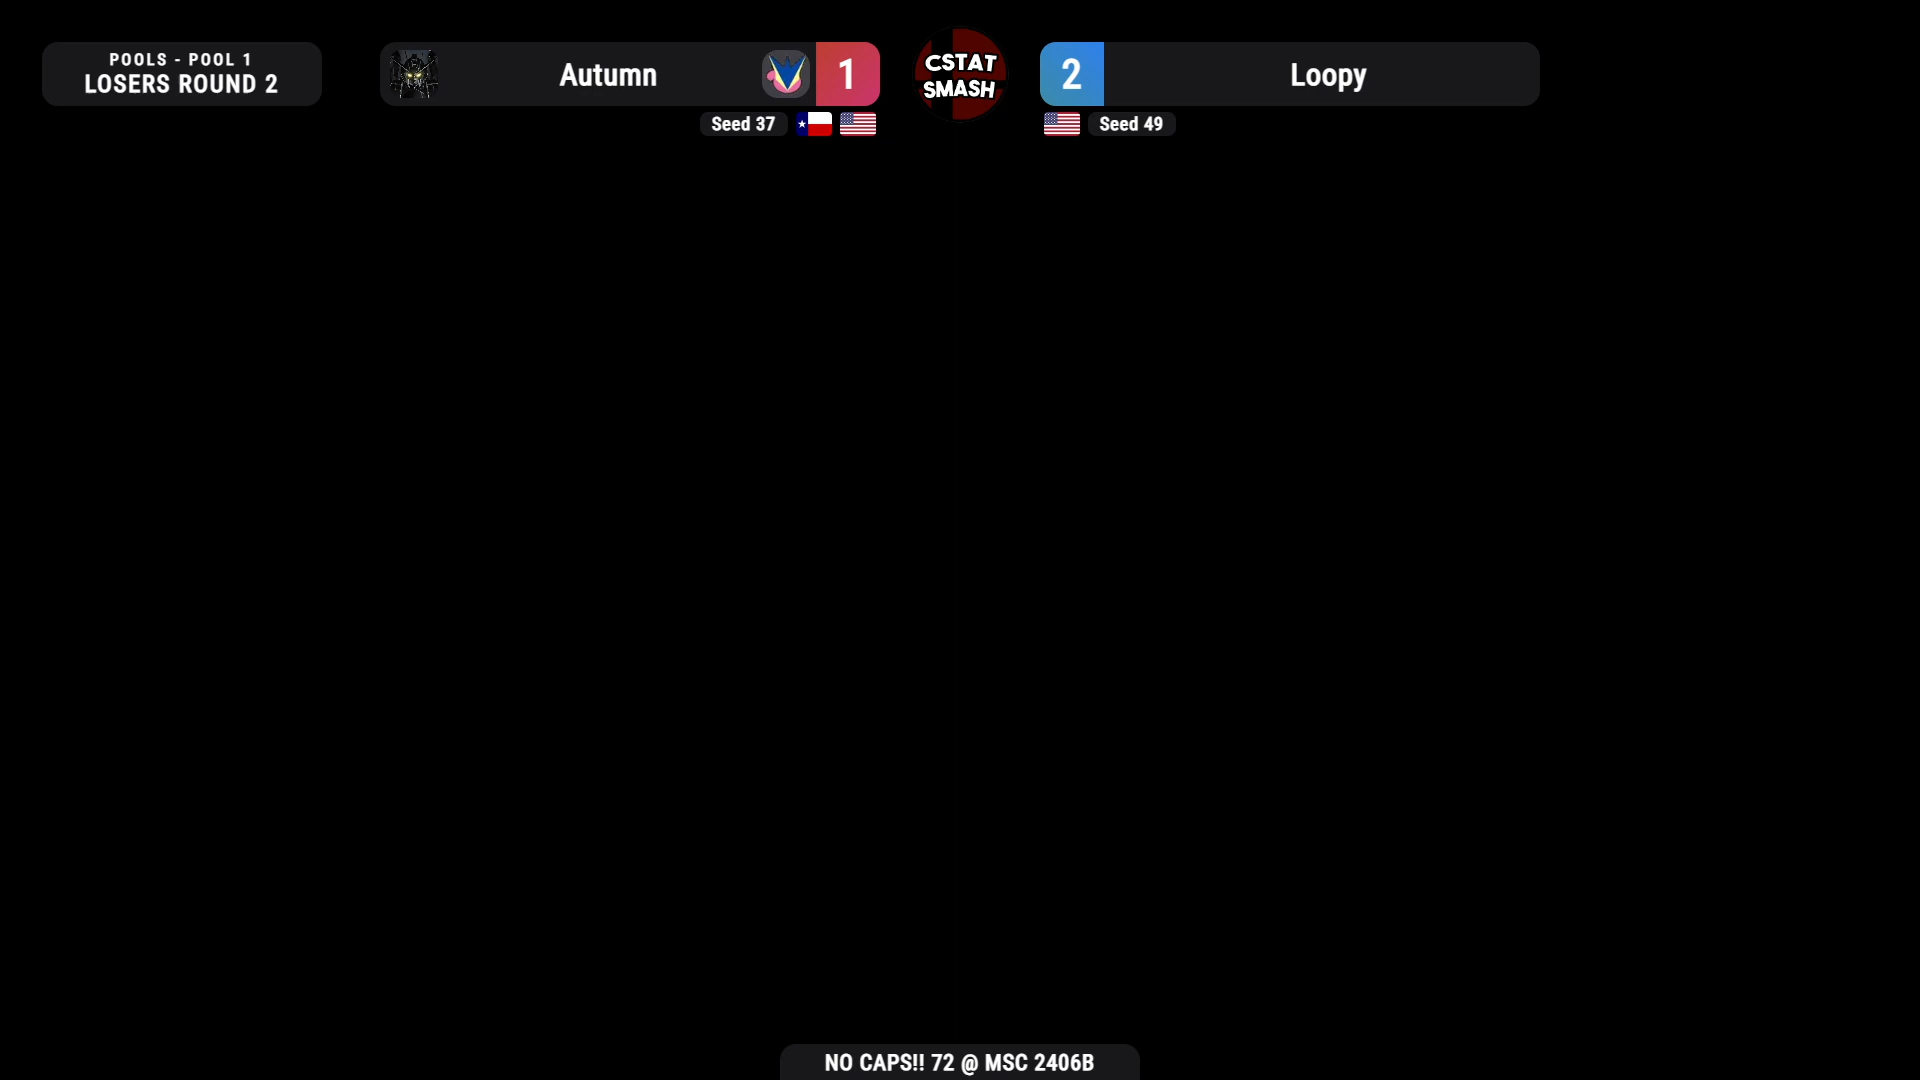 POOLS - POOL 1
LOSERS ROUND 2
Autumn
1
CSTAT
SMASH
2
Loopy
Seed 37
Seed 49
NO CAPS!! 72 @ MSC 2406B